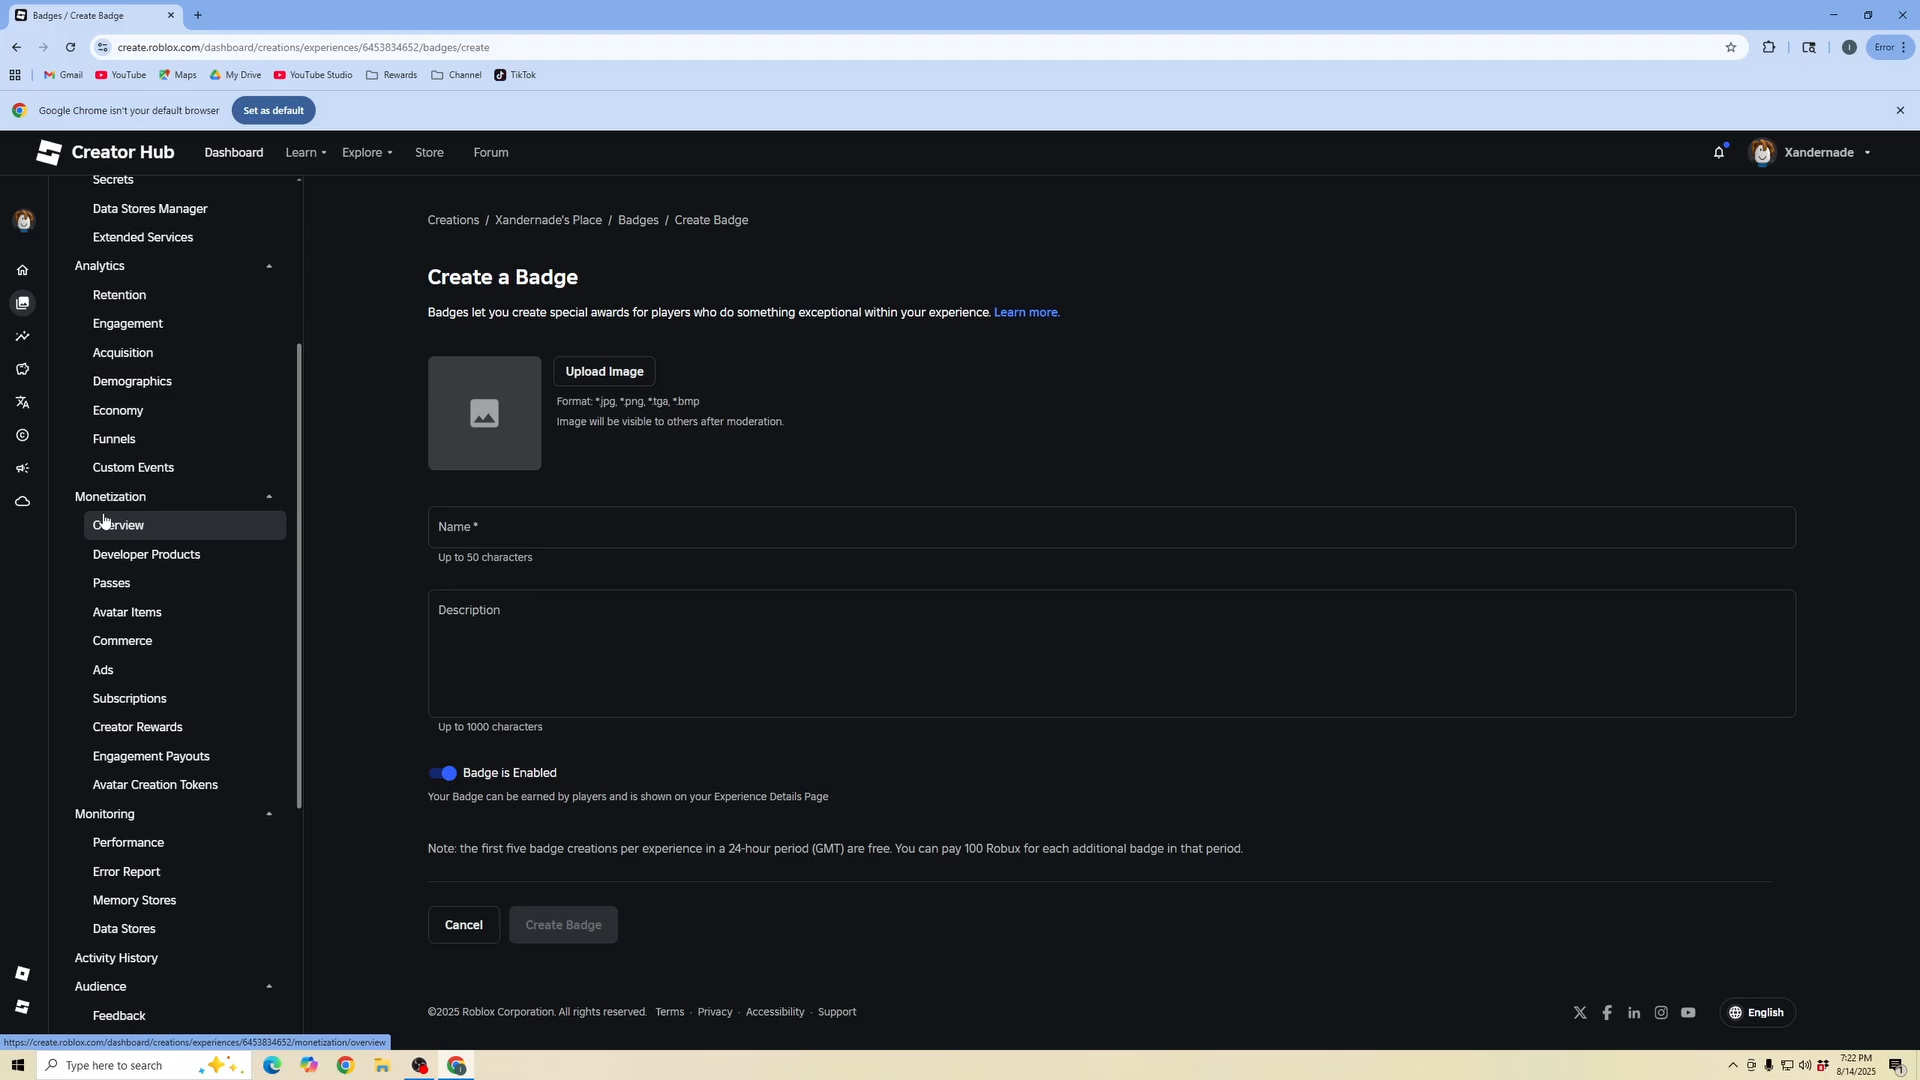 Badges / Create Badge
create.roblox.com/dashboard/creations/experiences/6453834652/badges/create
Error
Gmail YouTube Maps My Drive YouTube Studio Rewards Channel TikTok
Google Chrome isn't your default browser Set as default
Creator Hub Dashboard Learn Explore Store Forum Xandernade
Secrets
Data Stores Manager
Extended Services
Analytics
Retention
Engagement
Acquisition
Demographics
Economy
Funnels
Custom Events
Monetization
Overview
Developer Products
Passes
Avatar Items
Commerce
Ads
Subscriptions
Creator Rewards
Engagement Payouts
Avatar Creation Tokens
Monitoring
Performance
Error Report
Memory Stores
Data Stores
Activity History
Audience
Feedback
Creations / Xandernade's Place / Badges / Create Badge
Create a Badge
Badges let you create special awards for players who do something exceptional within your experience. Learn more.
Upload Image
Format: *.jpg, *.png, *.tga, *.bmp
Image will be visible to others after moderation.
Name *
Up to 50 characters
Description
Up to 1000 characters
Badge is Enabled
Your Badge can be earned by players and is shown on your Experience Details Page
Note: the first five badge creations per experience in a 24-hour period (GMT) are free. You can pay 100 Robux for each additional badge in that period.
Cancel Create Badge
©2025 Roblox Corporation. All rights reserved. Terms · Privacy · Accessibility · Support
English
https://create.roblox.com/dashboard/creations/experiences/6453834652/monetization/overview
Type here to search
7:22 PM
8/14/2025